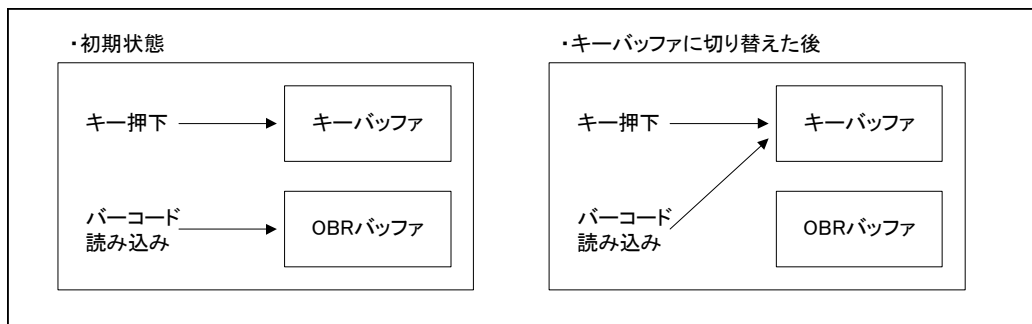 ・初期状態
キー押下
キーバッファ
バーコード
読み込み
OBRバッファ
・キーバッファに切り替えた後
キー押下
キーバッファ
バーコード
読み込み
OBRバッファ